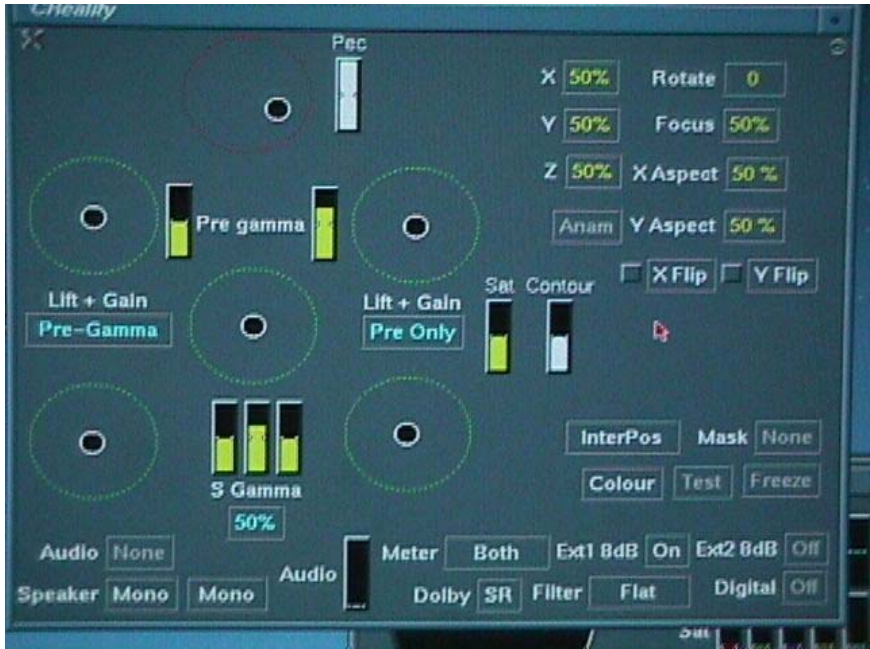 CReality
Pec
X 50% Rotate 0
Y 50% Focus 50%
Z 50% X Aspect 50 %
Pre gamma
Anam Y Aspect 50 %
X Flip Y Flip
Sat Contour
Lift + Gain Lift + Gain
Pre-Gamma Pre Only
InterPos Mask None
S Gamma Colour Test Freeze
50%
Audio None Meter Both Ext1 8dB On Ext2 8dB Off
Speaker Mono Mono Audio Dolby SR Filter Flat Digital Off
Sat